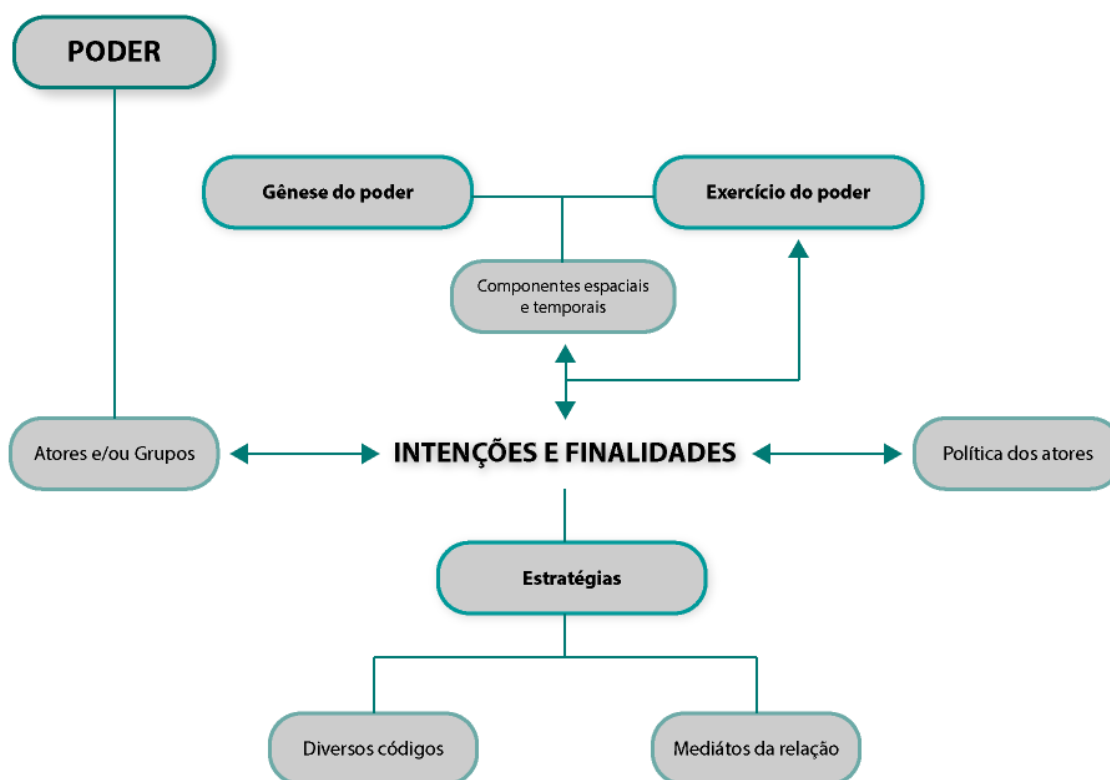 PODER
Gênese do poder
Exercício do poder
Componentes espaciais
e temporais
Atores e/ou Grupos
INTENÇÕES E FINALIDADES
Política dos atores
Estratégias
Diversos códigos
Mediátos da relação